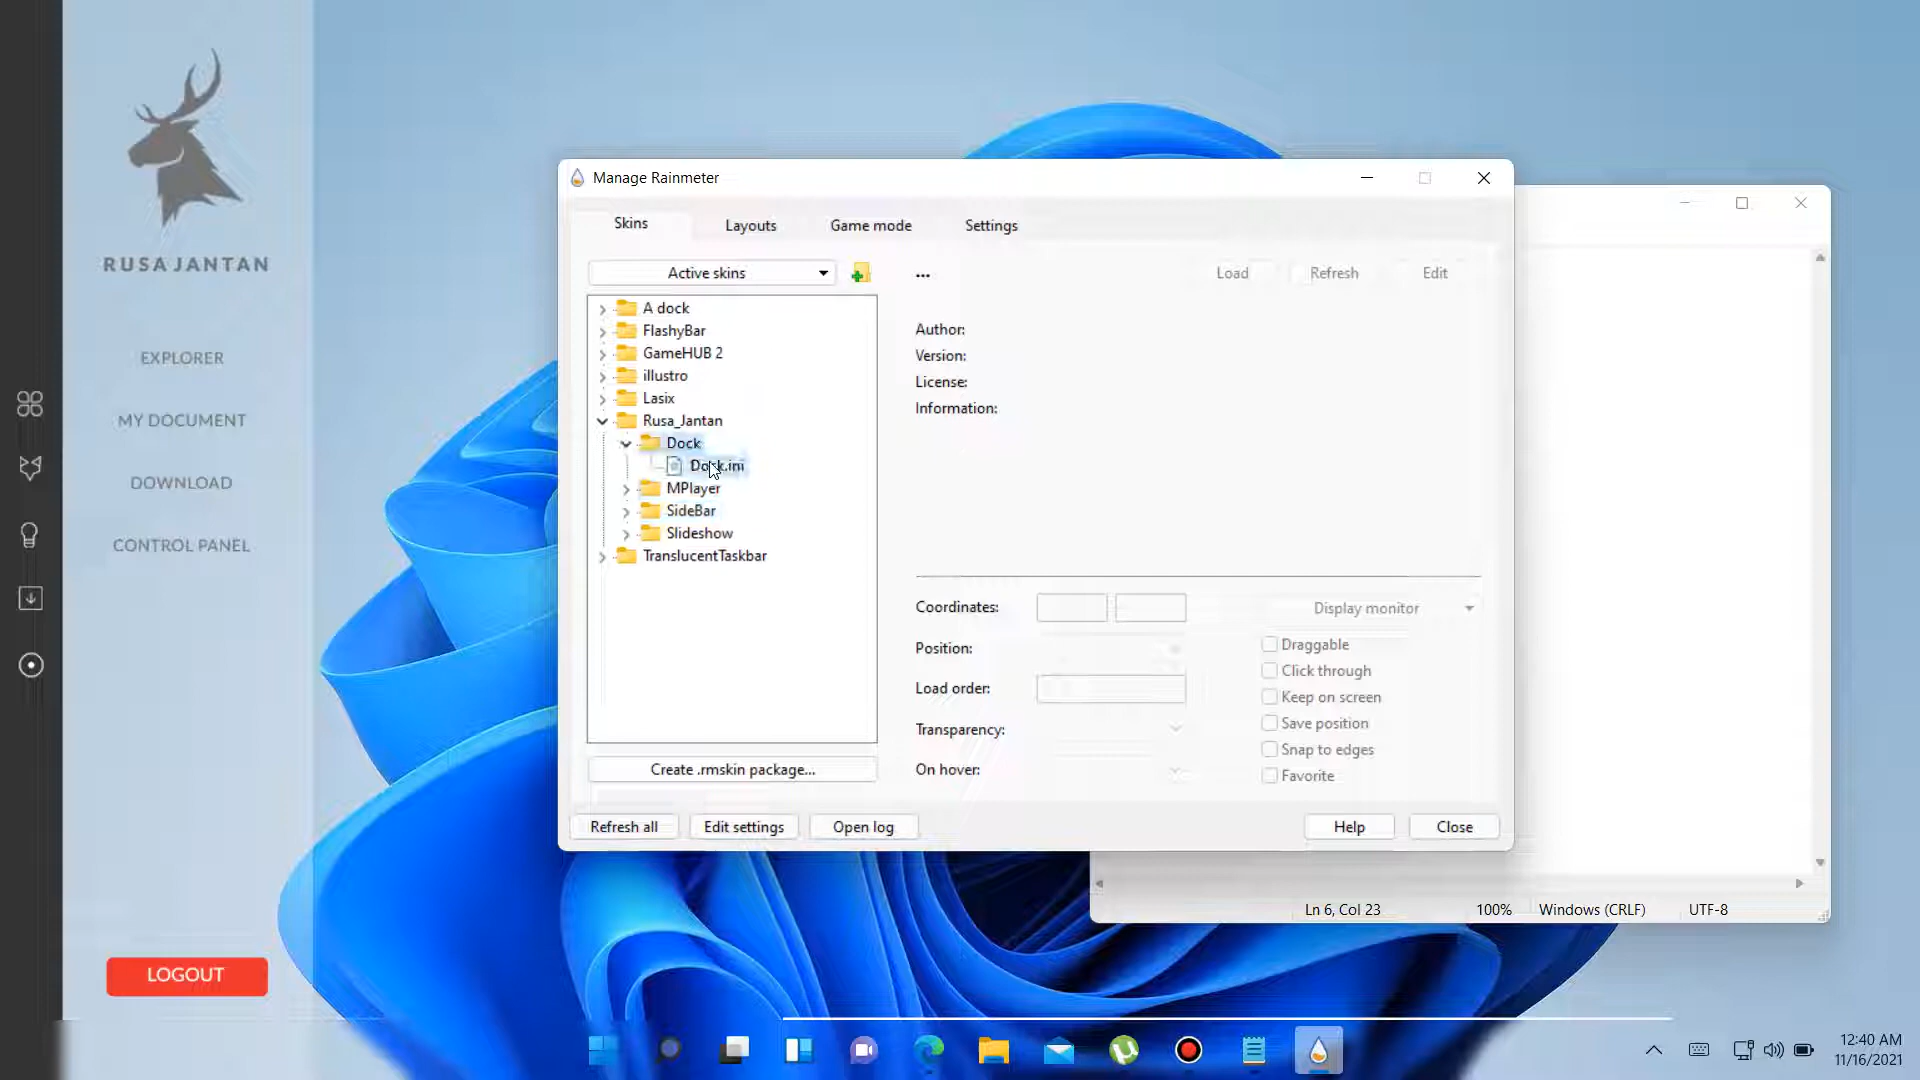 RUSA JANTAN
EXPLORER
MY DOCUMENT
DOWNLOAD
CONTROL PANEL
LOGOUT
Manage Rainmeter
Skins
Layouts
Game mode
Settings
Active skins
...
Load
Refresh
Edit
A dock
FlashyBar
GameHUB 2
illustro
Lasix
Rusa_Jantan
Dock
Dock.ini
MPlayer
SideBar
Slideshow
TranslucentTaskbar
Author:
Version:
License:
Information:
Coordinates:
Display monitor
Position:
Load order:
Transparency:
On hover:
Draggable
Click through
Keep on screen
Save position
Snap to edges
Favorite
Create .rmskin package...
Refresh all
Edit settings
Open log
Help
Close
Ln 6, Col 23
100%
Windows (CRLF)
UTF-8
12:40 AM
11/16/2021